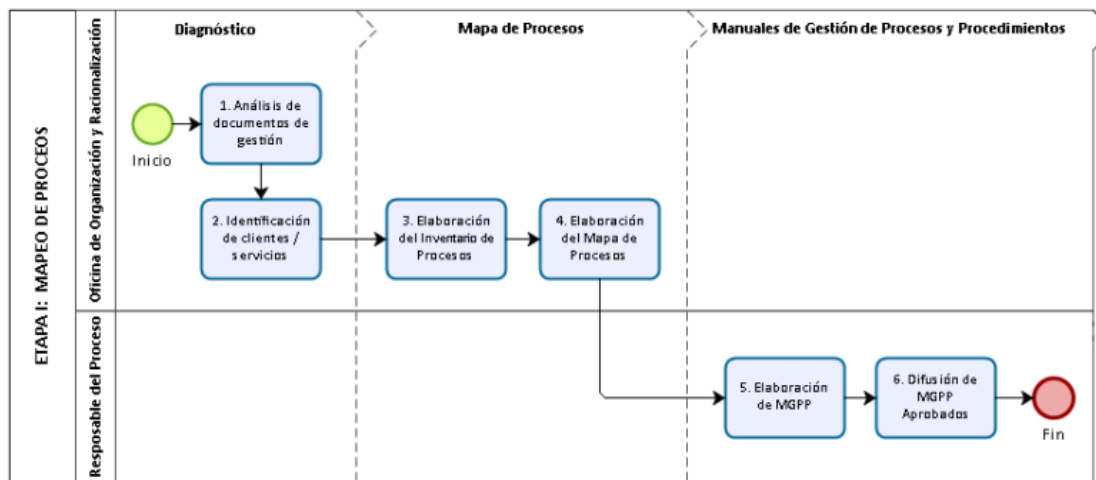 ETAPA I: MAPEO DE PROCEOS
Oficina de Organización y Racionalización
Resposable del Proceso
Diagnóstico
Mapa de Procesos
Manuales de Gestión de Procesos y Procedimientos
Inicio
1. Análisis de
documentos de
gestión
2. Identificación
de clientes /
servicios
3. Elaboración
del Inventario de
Procesos
4. Elaboración
del Mapa de
Procesos
5. Elaboración
de MGPP
6. Difusión de
MGPP
Aprobados
Fin